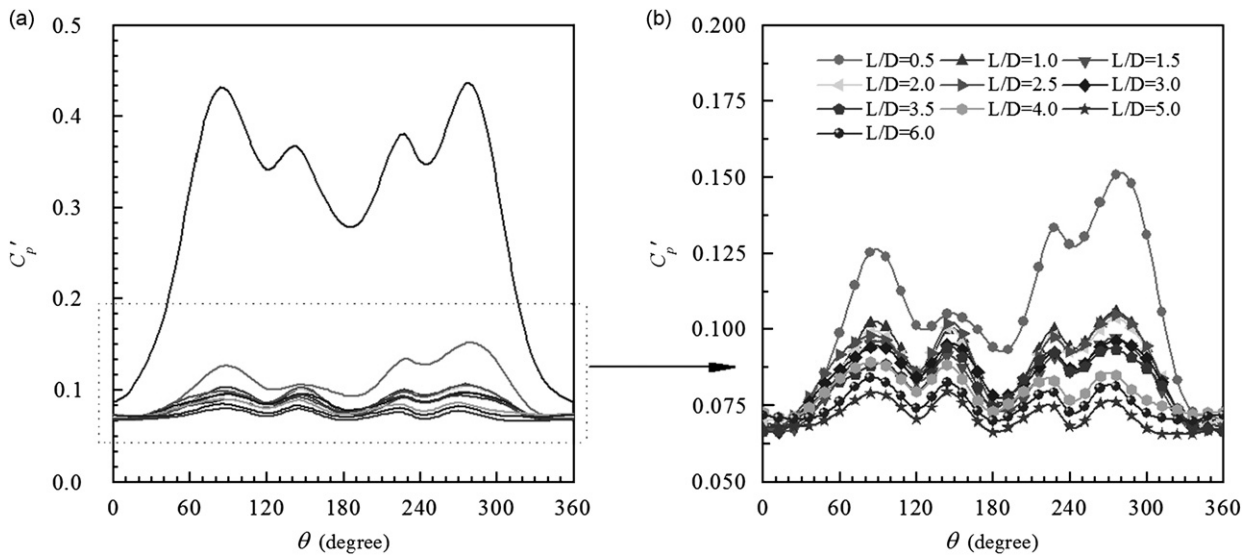 (a)
0.5
0.4
0.3
0.2
0.1
0.0
Cp′
0 60 120 180 240 300 360
θ (degree)
(b)
0.200
0.175
0.150
0.125
0.100
0.075
0.050
Cp′
L/D=0.5 L/D=1.0 L/D=1.5
L/D=2.0 L/D=2.5 L/D=3.0
L/D=3.5 L/D=4.0 L/D=5.0
L/D=6.0
0 60 120 180 240 300 360
θ (degree)